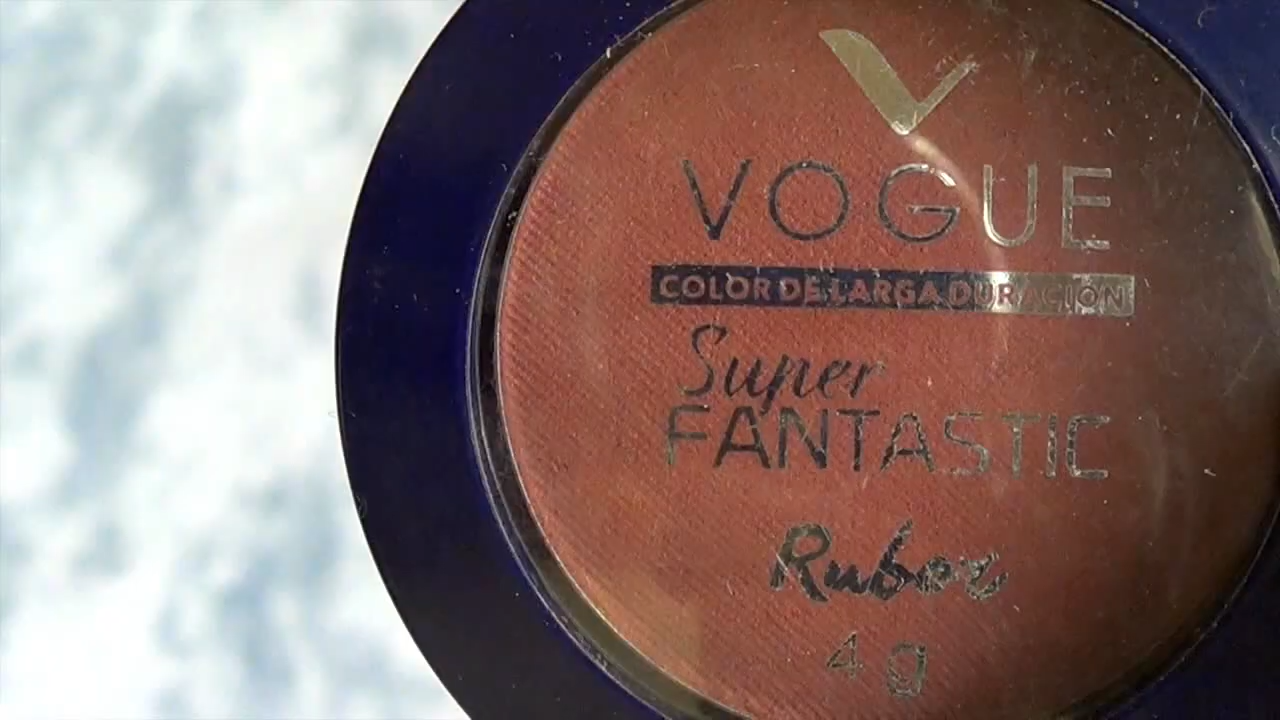 VOGUE
COLOR DE LARGA DURACIÓN
Super
FANTASTIC
Rubor
4 g